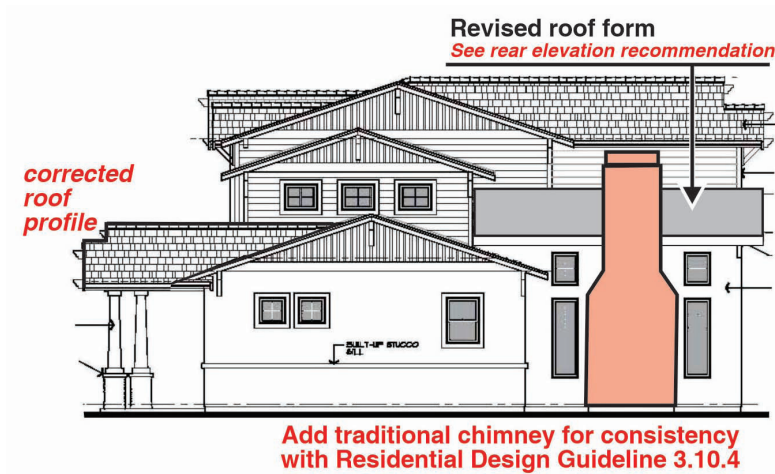 Revised roof form
See rear elevation recommendation
corrected
roof
profile
BUILT-UP STUCCO
SILL
Add traditional chimney for consistency
with Residential Design Guideline 3.10.4